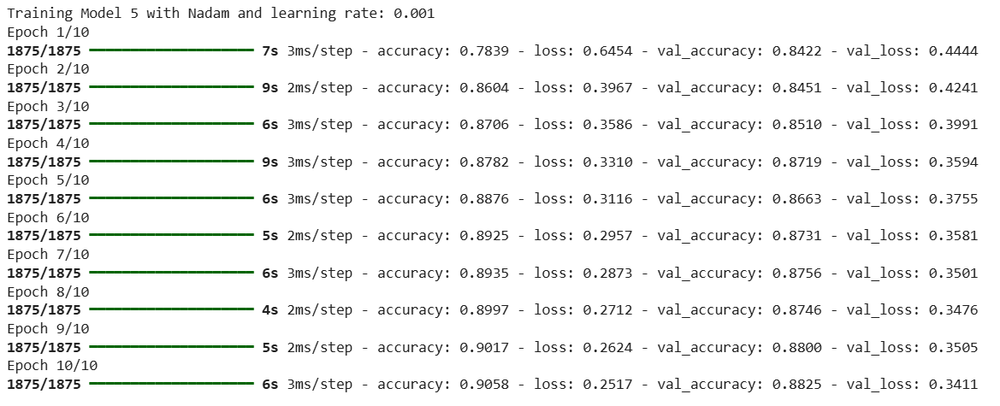 Training Model 5 with Nadam and learning rate: 0.001
Epoch 1/10
1875/1875 ━━━━━━━━━━━━━━━━━━━━ 7s 3ms/step - accuracy: 0.7839 - loss: 0.6454 - val_accuracy: 0.8422 - val_loss: 0.4444
Epoch 2/10
1875/1875 ━━━━━━━━━━━━━━━━━━━━ 9s 2ms/step - accuracy: 0.8604 - loss: 0.3967 - val_accuracy: 0.8451 - val_loss: 0.4241
Epoch 3/10
1875/1875 ━━━━━━━━━━━━━━━━━━━━ 6s 3ms/step - accuracy: 0.8706 - loss: 0.3586 - val_accuracy: 0.8510 - val_loss: 0.3991
Epoch 4/10
1875/1875 ━━━━━━━━━━━━━━━━━━━━ 9s 3ms/step - accuracy: 0.8782 - loss: 0.3310 - val_accuracy: 0.8719 - val_loss: 0.3594
Epoch 5/10
1875/1875 ━━━━━━━━━━━━━━━━━━━━ 6s 3ms/step - accuracy: 0.8876 - loss: 0.3116 - val_accuracy: 0.8663 - val_loss: 0.3755
Epoch 6/10
1875/1875 ━━━━━━━━━━━━━━━━━━━━ 5s 2ms/step - accuracy: 0.8925 - loss: 0.2957 - val_accuracy: 0.8731 - val_loss: 0.3581
Epoch 7/10
1875/1875 ━━━━━━━━━━━━━━━━━━━━ 6s 3ms/step - accuracy: 0.8935 - loss: 0.2873 - val_accuracy: 0.8756 - val_loss: 0.3501
Epoch 8/10
1875/1875 ━━━━━━━━━━━━━━━━━━━━ 4s 2ms/step - accuracy: 0.8997 - loss: 0.2712 - val_accuracy: 0.8746 - val_loss: 0.3476
Epoch 9/10
1875/1875 ━━━━━━━━━━━━━━━━━━━━ 5s 2ms/step - accuracy: 0.9017 - loss: 0.2624 - val_accuracy: 0.8800 - val_loss: 0.3505
Epoch 10/10
1875/1875 ━━━━━━━━━━━━━━━━━━━━ 6s 3ms/step - accuracy: 0.9058 - loss: 0.2517 - val_accuracy: 0.8825 - val_loss: 0.3411